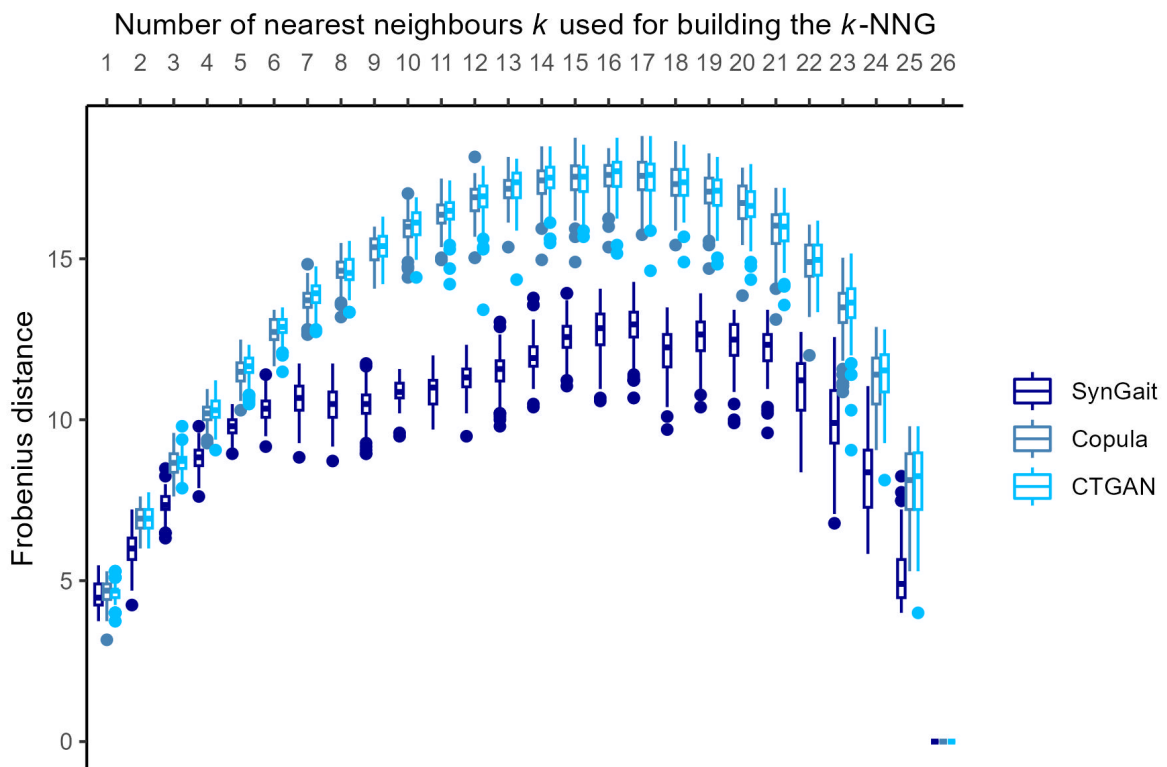 Number of nearest neighbours k used for building the k-NNG
1 2 3 4 5 6 7 8 9 10 11 12 13 14 15 16 17 18 19 20 21 22 23 24 25 26
15
10
5
0
Frobenius distance
SynGait
Copula
CTGAN